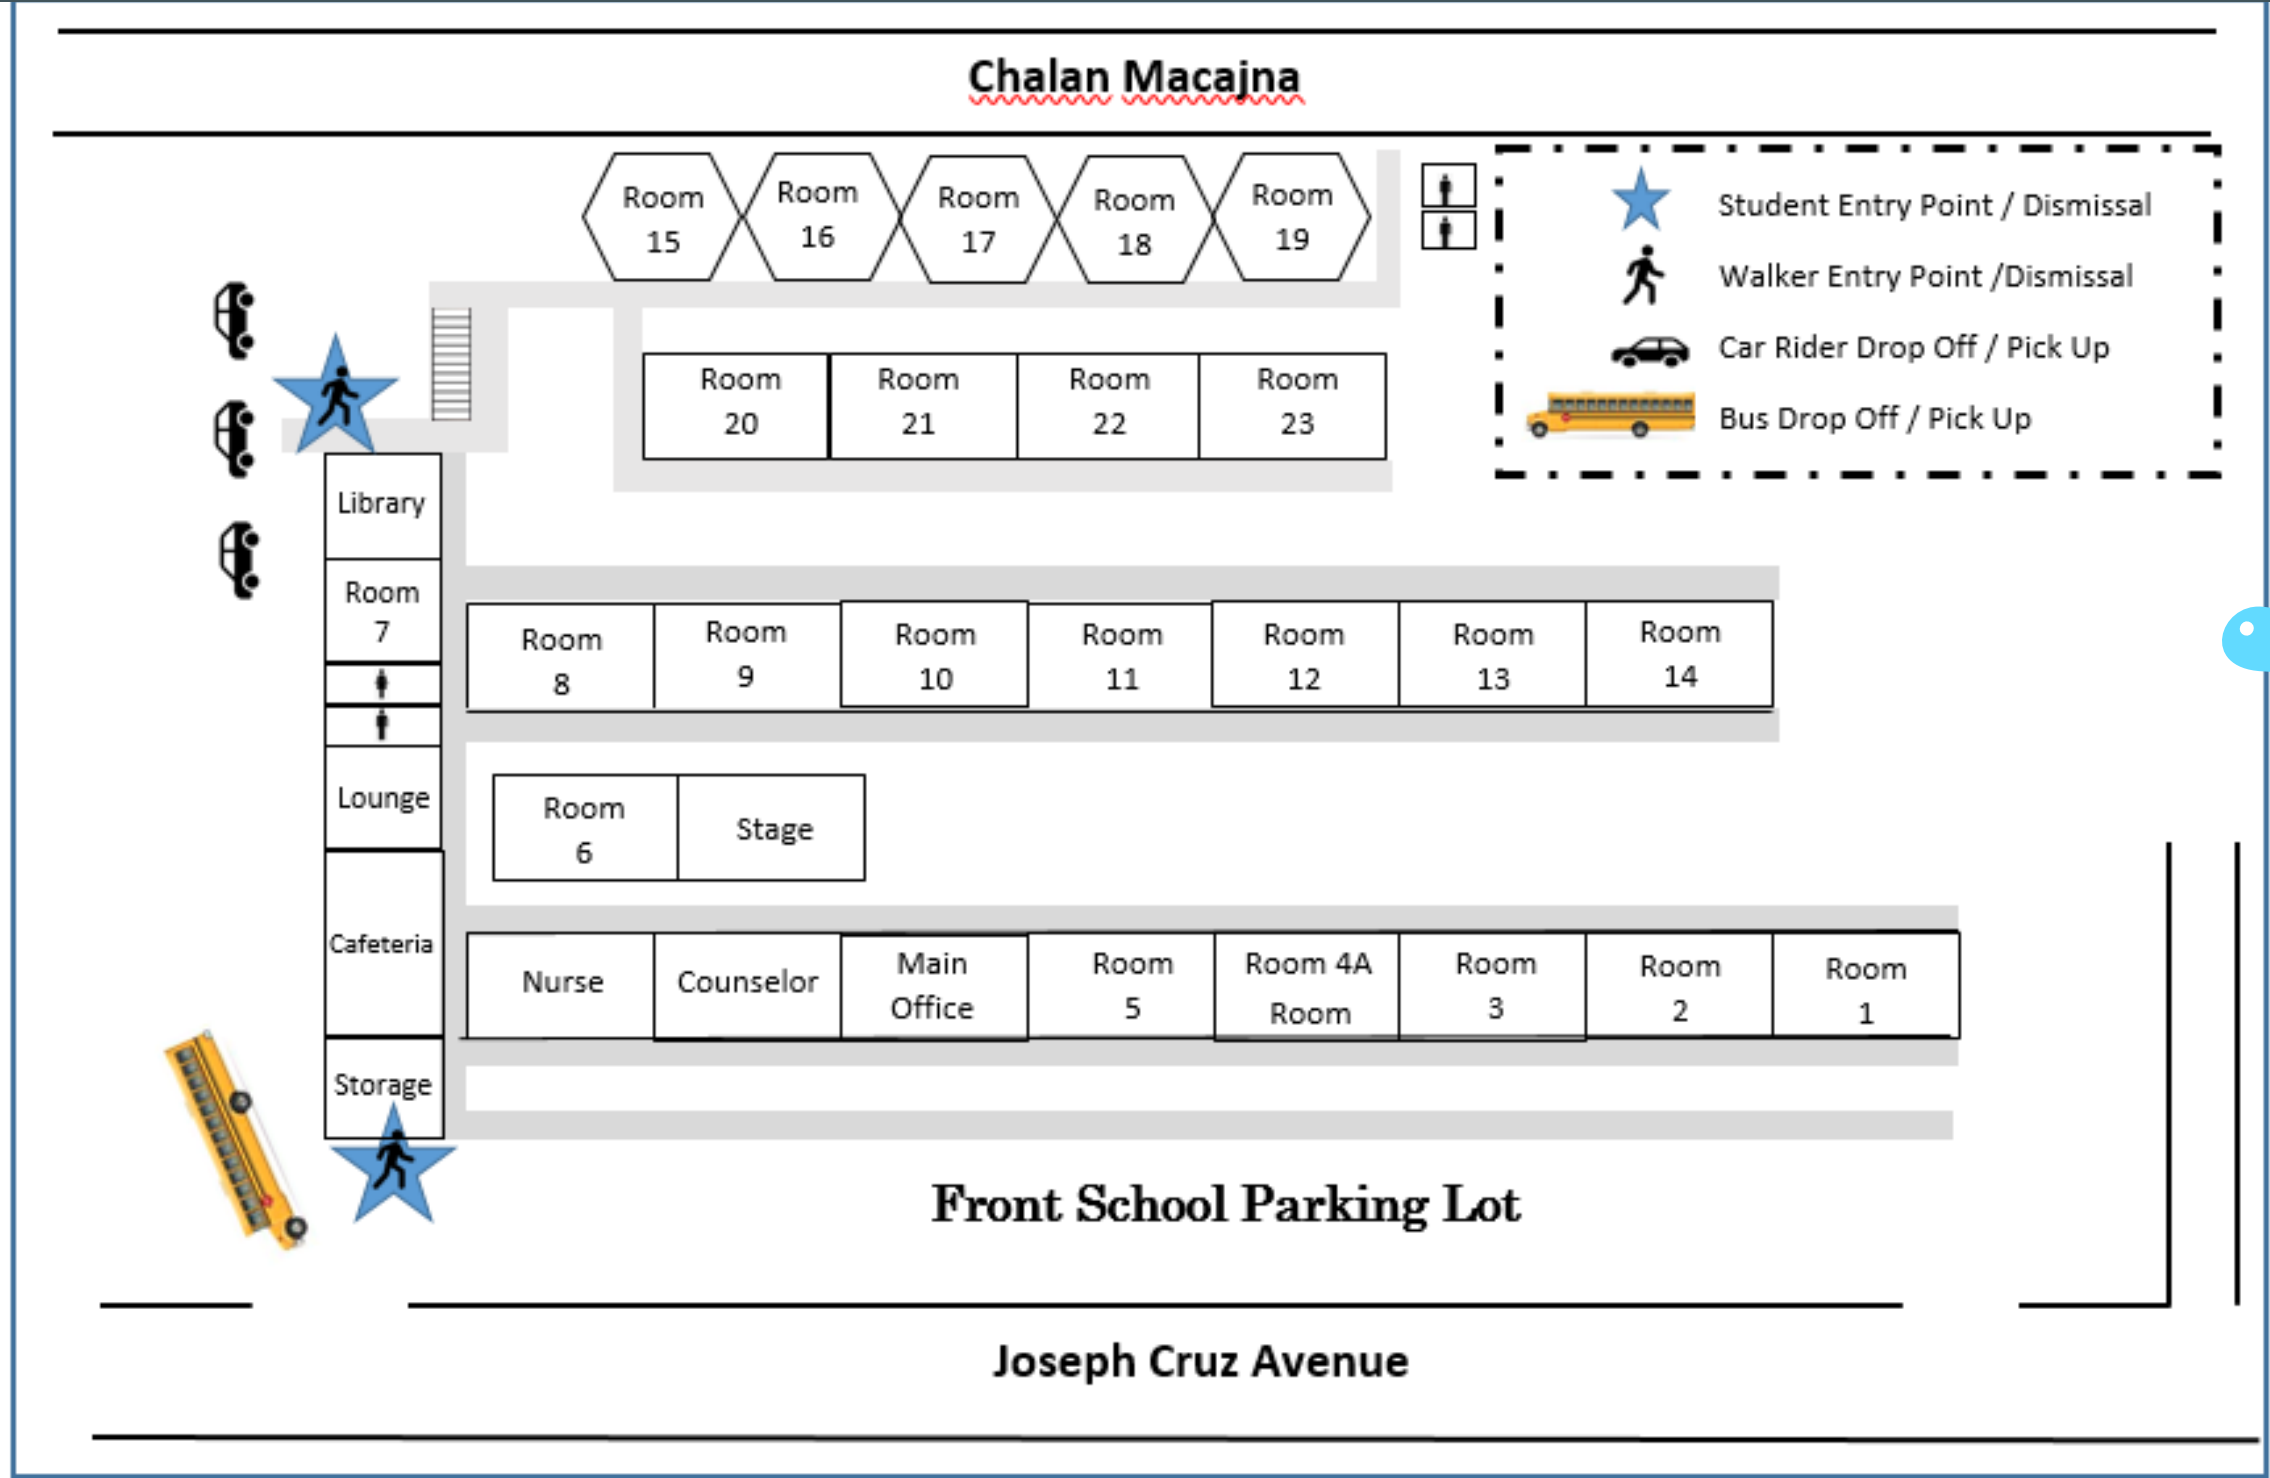 Chalan Macajna
Room
15
Room
16
Room
17
Room
18
Room
19
Student Entry Point / Dismissal
Walker Entry Point /Dismissal
Car Rider Drop Off / Pick Up
Bus Drop Off / Pick Up
Room
20
Room
21
Room
22
Room
23
Library
Room
7
Room
8
Room
9
Room
10
Room
11
Room
12
Room
13
Room
14
Lounge
Room
6
Stage
Cafeteria
Nurse
Counselor
Main
Office
Room
5
Room 4A
Room
Room
3
Room
2
Room
1
Storage
Front School Parking Lot
Joseph Cruz Avenue